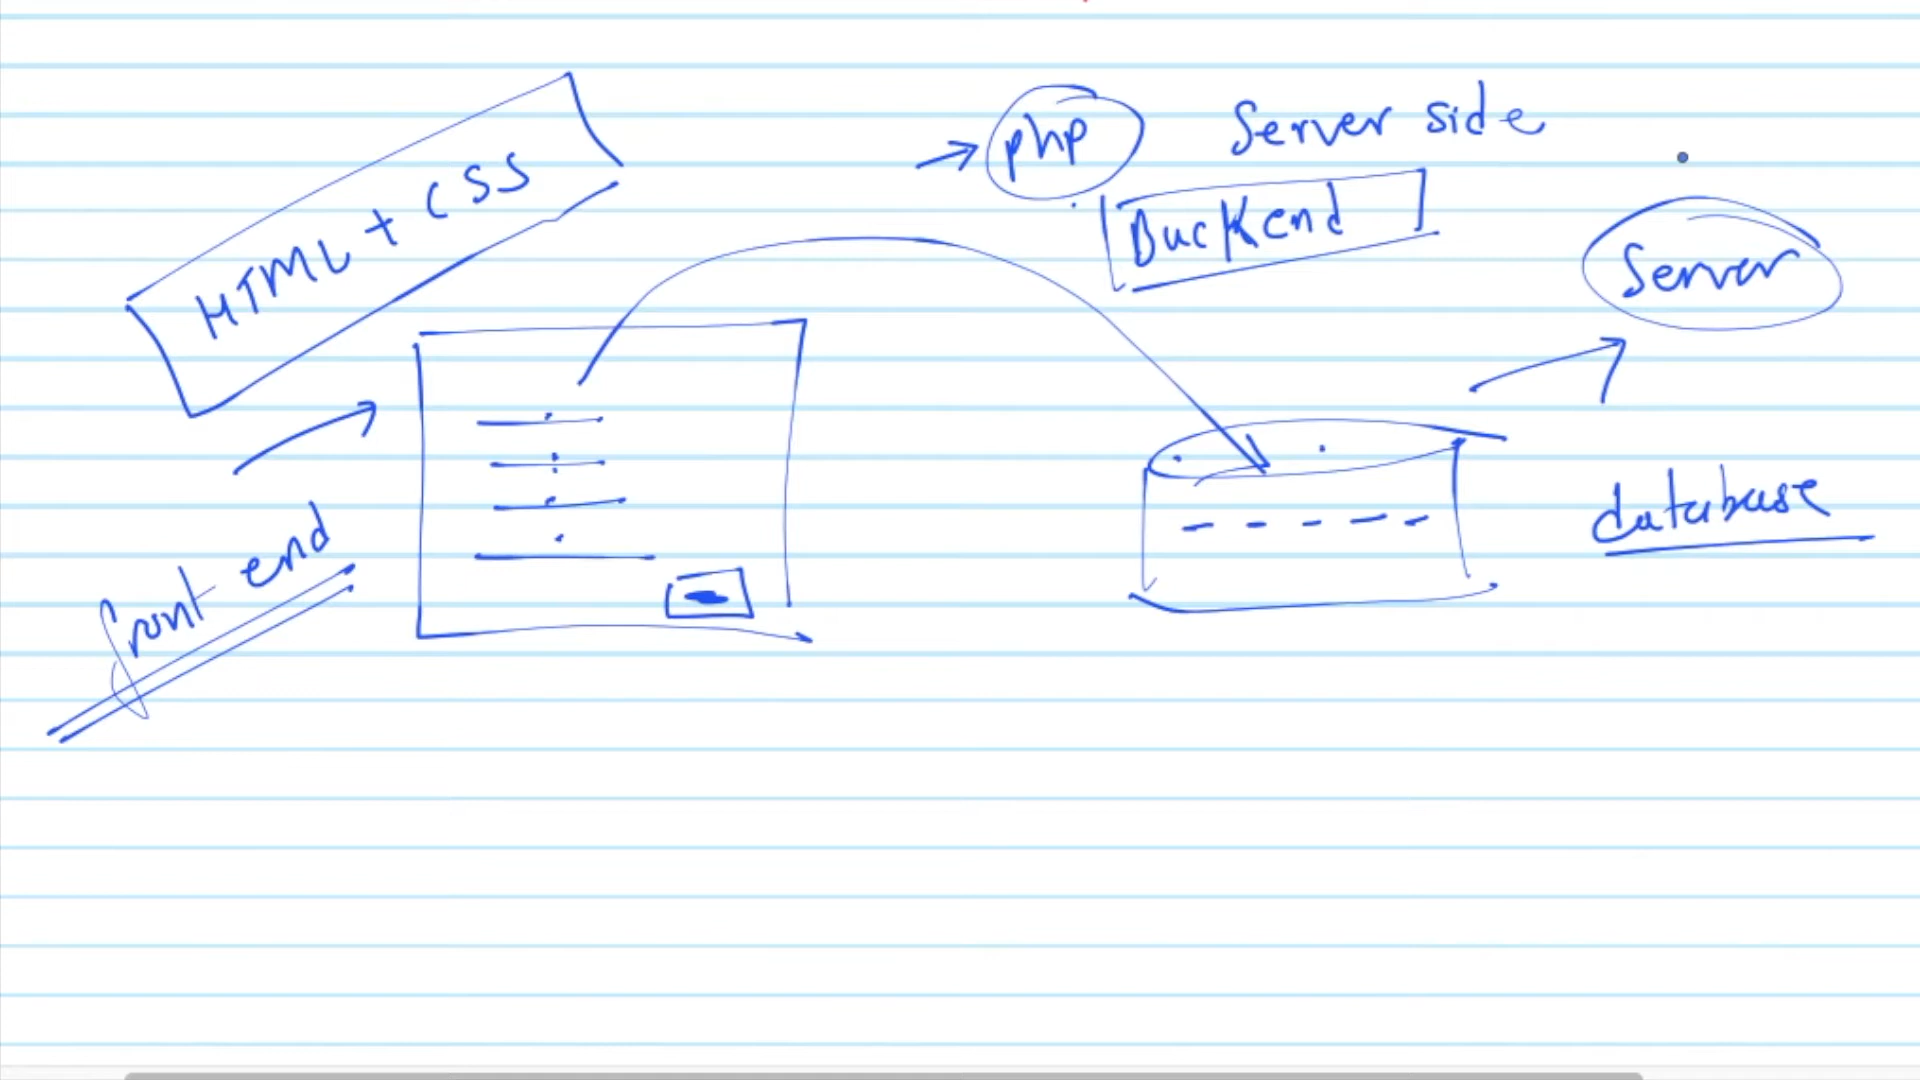 HTML + CSS
php Server side
Backend
Server
front end
database